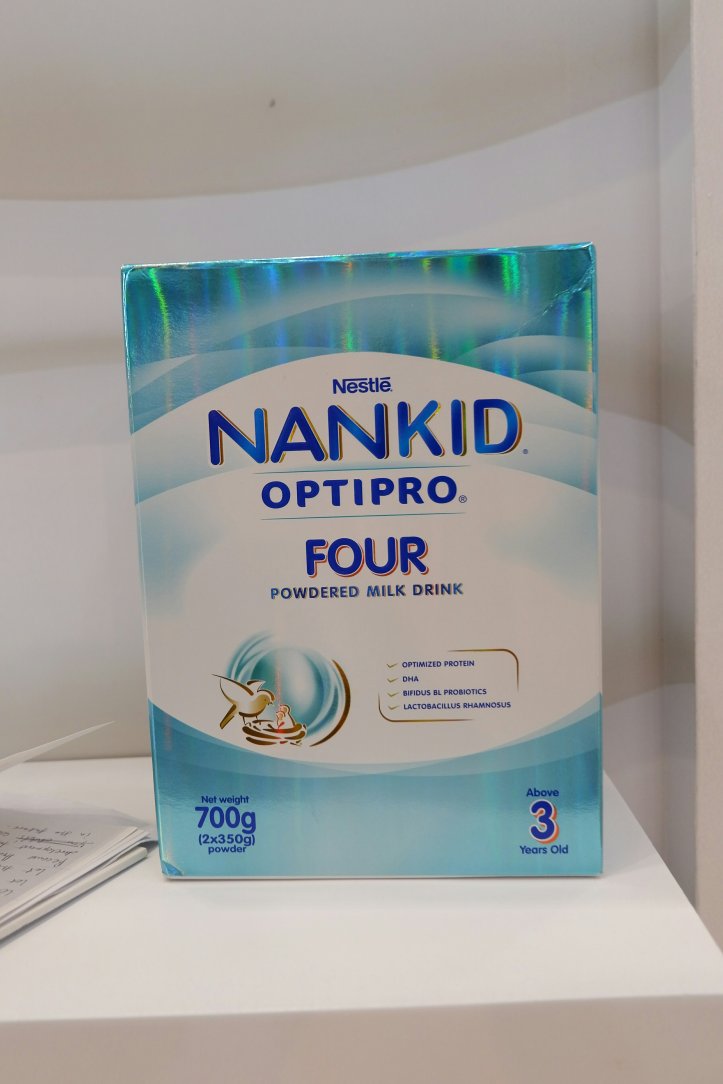 Nestlé
NANKID®
OPTIPRO®
FOUR
POWDERED MILK DRINK
OPTIMIZED PROTEIN
DHA
BIFIDUS BL PROBIOTICS
LACTOBACILLUS RHAMNOSUS
Net weight
700g
(2x350g)
powder
Above
3
Years Old